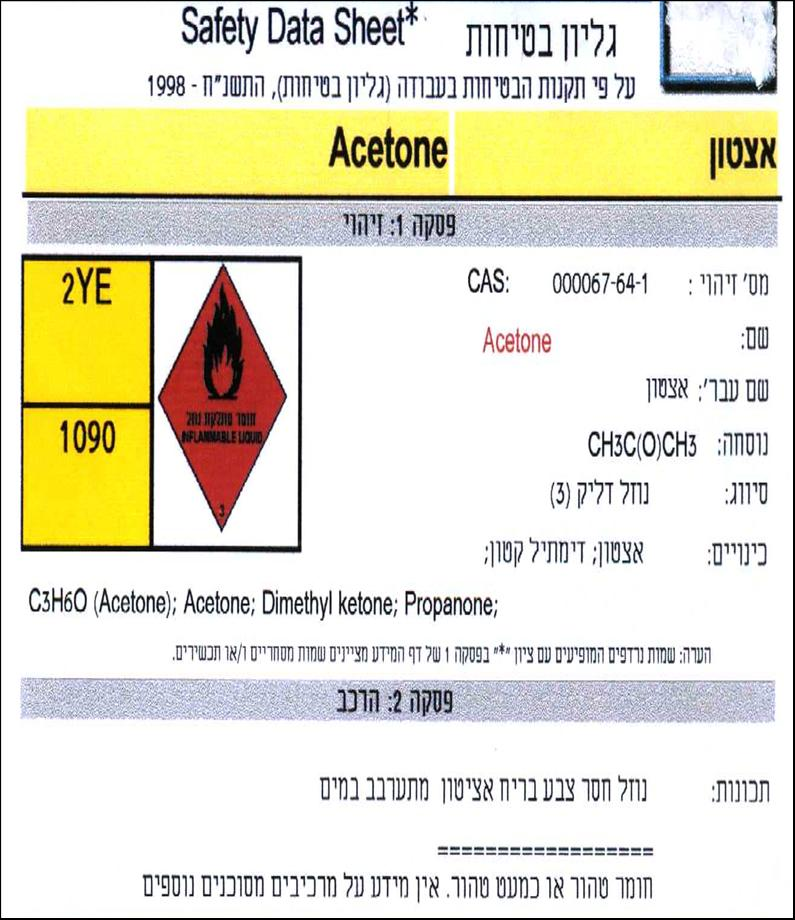 גליון בטיחות Safety Data Sheet*
על פי תקנות הבטיחות בעבודה (גליון בטיחות), התשנ"ח - 1998
אצטון Acetone
פסקה 1: זיהוי
מס' זיהוי : 000067-64-1 CAS:
שם: Acetone
שם עבר': אצטון
נוסחה: CH3C(O)CH3
סיווג: נוזל דליק (3)
כינויים: אצטון; דימתיל קטון;
2YE
1090
חומר מתלקח נוזל
INFLAMMABLE LIQUID
3
C3H6O (Acetone); Acetone; Dimethyl ketone; Propanone;
הערה: שמות נרדפים המופיעים עם ציון "*" בפסקה 1 של דף המידע מציינים שמות מסחריים ו/או תכשירים.
פסקה 2: הרכב
תכונות: נוזל חסר צבע בריח אציטון מתערבב במים
==================
חומר טהור או כמעט טהור. אין מידע על מרכיבים מסוכנים נוספים